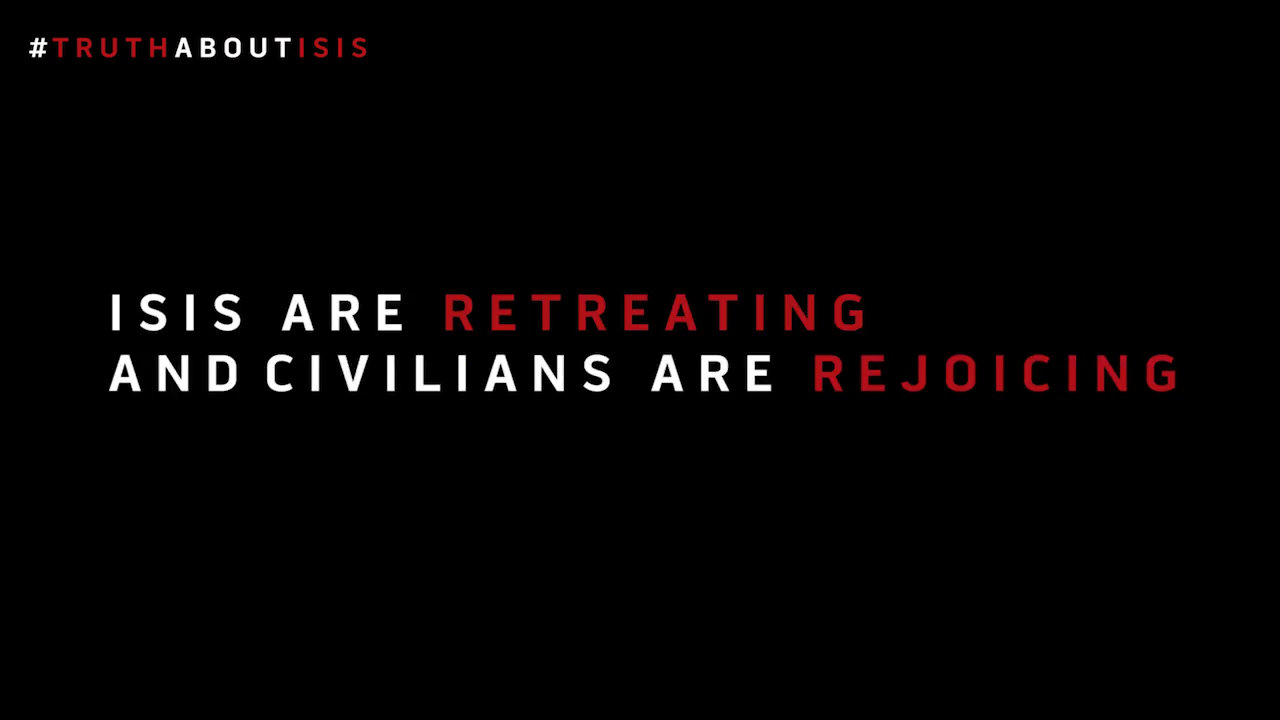 #TRUTHABOUTISIS
ISIS ARE RETREATING
AND CIVILIANS ARE REJOICING